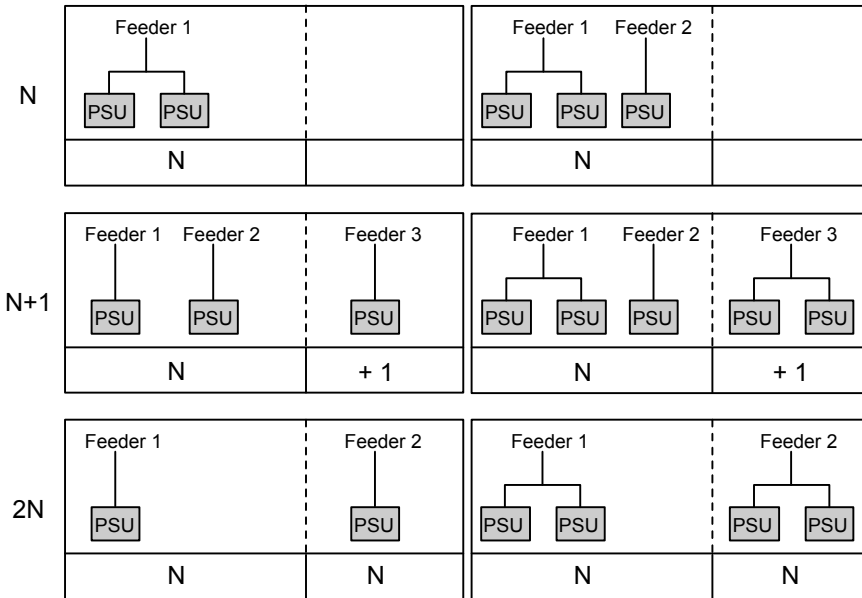 Feeder 1 Feeder 1 Feeder 2
N
PSU PSU PSU PSU PSU
N N
Feeder 1 Feeder 2 Feeder 3 Feeder 1 Feeder 2 Feeder 3
N+1
PSU PSU PSU PSU PSU PSU PSU PSU
N + 1 N + 1
Feeder 1 Feeder 2 Feeder 1 Feeder 2
2N
PSU PSU PSU PSU PSU PSU
N N N N